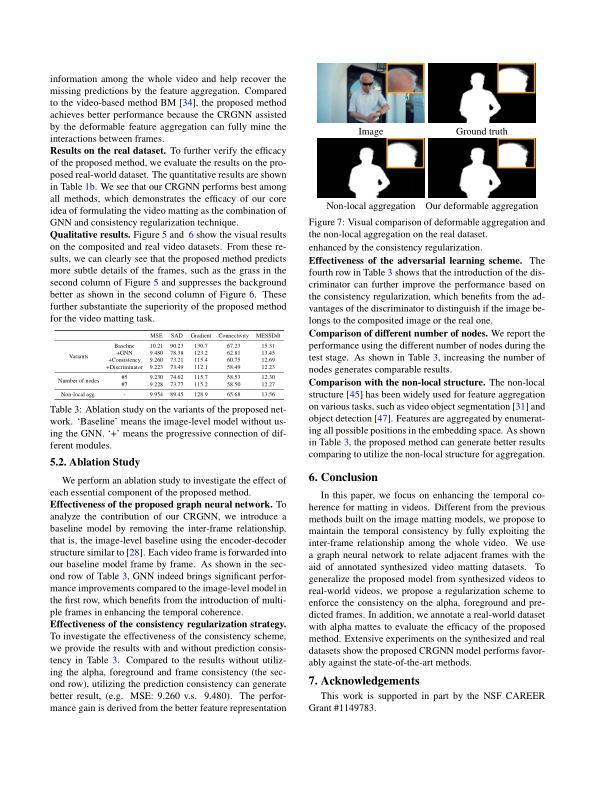 information among the whole video and help recover the
missing predictions by the feature aggregation. Compared
to the video-based method BM [34], the proposed method
achieves better performance because the CRGNN assisted
by the deformable feature aggregation can fully mine the
interactions between frames.
Results on the real dataset. To further verify the efficacy
of the proposed method, we evaluate the results on the pro-
posed real-world dataset. The quantitative results are shown
in Table 1b. We see that our CRGNN performs best among
all methods, which demonstrates the efficacy of our core
idea of formulating the video matting as the combination of
GNN and consistency regularization technique.
Qualitative results. Figure 5 and 6 show the visual results
on the composited and real video datasets. From these re-
sults, we can clearly see that the proposed method predicts
more subtle details of the frames, such as the grass in the
second column of Figure 5 and suppresses the background
better as shown in the second column of Figure 6. These
further substantiate the superiority of the proposed method
for the video matting task.
MSE SAD Gradient Connectivity MESSDdt
Variants
Baseline 10.21 90.23 130.7 67.23 15.31
+GNN 9.480 78.38 123.2 62.81 13.45
+Consistency 9.260 73.21 115.4 60.75 12.69
+Discriminator 9.223 73.49 112.1 58.49 12.23
Number of nodes
#5 9.230 74.62 115.7 58.53 12.30
#7 9.228 73.77 115.2 58.50 12.27
Non-local agg. - 9.954 89.45 128.9 65.68 13.56
Table 3: Ablation study on the variants of the proposed net-
work. ‘Baseline’ means the image-level model without us-
ing the GNN. ‘+’ means the progressive connection of dif-
ferent modules.
5.2. Ablation Study
We perform an ablation study to investigate the effect of
each essential component of the proposed method.
Effectiveness of the proposed graph neural network. To
analyze the contribution of our CRGNN, we introduce a
baseline model by removing the inter-frame relationship,
that is, the image-level baseline using the encoder-decoder
structure similar to [28]. Each video frame is forwarded into
our baseline model frame by frame. As shown in the sec-
ond row of Table 3, GNN indeed brings significant perfor-
mance improvements compared to the image-level model in
the first row, which benefits from the introduction of multi-
ple frames in enhancing the temporal coherence.
Effectiveness of the consistency regularization strategy.
To investigate the effectiveness of the consistency scheme,
we provide the results with and without prediction consis-
tency in Table 3. Compared to the results without utiliz-
ing the alpha, foreground and frame consistency (the sec-
ond row), utilizing the prediction consistency can generate
better result, (e.g. MSE: 9.260 v.s. 9.480). The perfor-
mance gain is derived from the better feature representation
Image Ground truth
Non-local aggregation Our deformable aggregation
Figure 7: Visual comparison of deformable aggregation and
the non-local aggregation on the real dataset.
enhanced by the consistency regularization.
Effectiveness of the adversarial learning scheme. The
fourth row in Table 3 shows that the introduction of the dis-
criminator can further improve the performance based on
the consistency regularization, which benefits from the ad-
vantages of the discriminator to distinguish if the image be-
longs to the composited image or the real one.
Comparison of different number of nodes. We report the
performance using the different number of nodes during the
test stage. As shown in Table 3, increasing the number of
nodes generates comparable results.
Comparison with the non-local structure. The non-local
structure [45] has been widely used for feature aggregation
on various tasks, such as video object segmentation [31] and
object detection [47]. Features are aggregated by enumerat-
ing all possible positions in the embedding space. As shown
in Table 3, the proposed method can generate better results
comparing to utilize the non-local structure for aggregation.
6. Conclusion
In this paper, we focus on enhancing the temporal co-
herence for matting in videos. Different from the previous
methods built on the image matting models, we propose to
maintain the temporal consistency by fully exploiting the
inter-frame relationship among the whole video. We use
a graph neural network to relate adjacent frames with the
aid of annotated synthesized video matting datasets. To
generalize the proposed model from synthesized videos to
real-world videos, we propose a regularization scheme to
enforce the consistency on the alpha, foreground and pre-
dicted frames. In addition, we annotate a real-world dataset
with alpha mattes to evaluate the efficacy of the proposed
method. Extensive experiments on the synthesized and real
datasets show the proposed CRGNN model performs favor-
ably against the state-of-the-art methods.
7. Acknowledgements
This work is supported in part by the NSF CAREER
Grant #1149783.